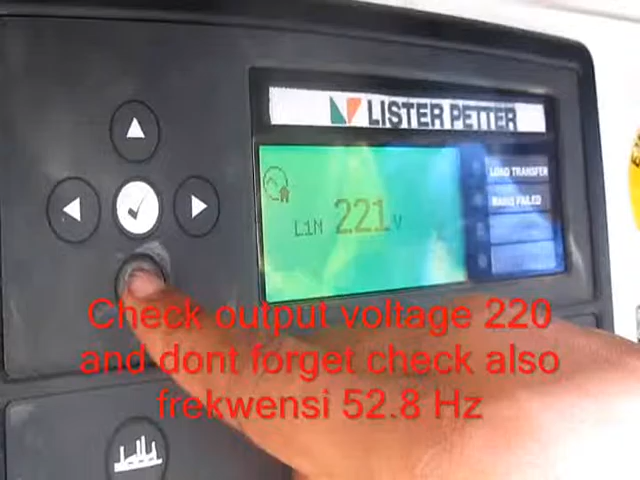 LISTER PETTER
LOAD TRANSFER
MAINS FAILED
L1N 221 V
Check output voltage 220
and dont forget check also
frekwensi 52.8 Hz